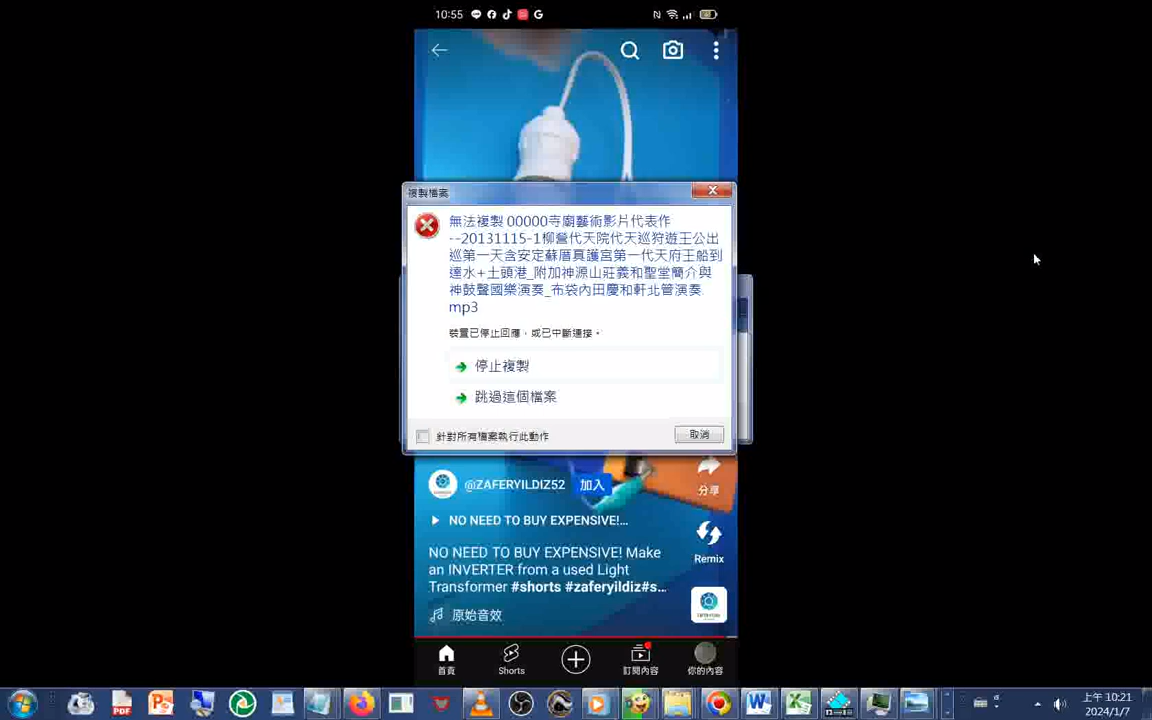 10:55
複製檔案
無法複製 00000寺廟藝術影片代表作
--20131115-1柳營代天院代天巡狩遊王公出
巡第一天含安定蘇厝真護宮第一代天府王船到
達水+土頭港_附加神源山莊義和聖堂簡介與
神鼓聲國樂演奏_布袋內田慶和軒北管演奏.
mp3
裝置已停止回應，或已中斷連接。
停止複製
跳過這個檔案
針對所有檔案執行此動作
取消
@ZAFERYILDIZ52 加入
分享
NO NEED TO BUY EXPENSIVE!...
NO NEED TO BUY EXPENSIVE! Make
an INVERTER from a used Light
Transformer #shorts #zaferyildiz#s...
Remix
原始音效
首頁
Shorts
訂閱內容
你的內容
上午 10:21
2024/1/7